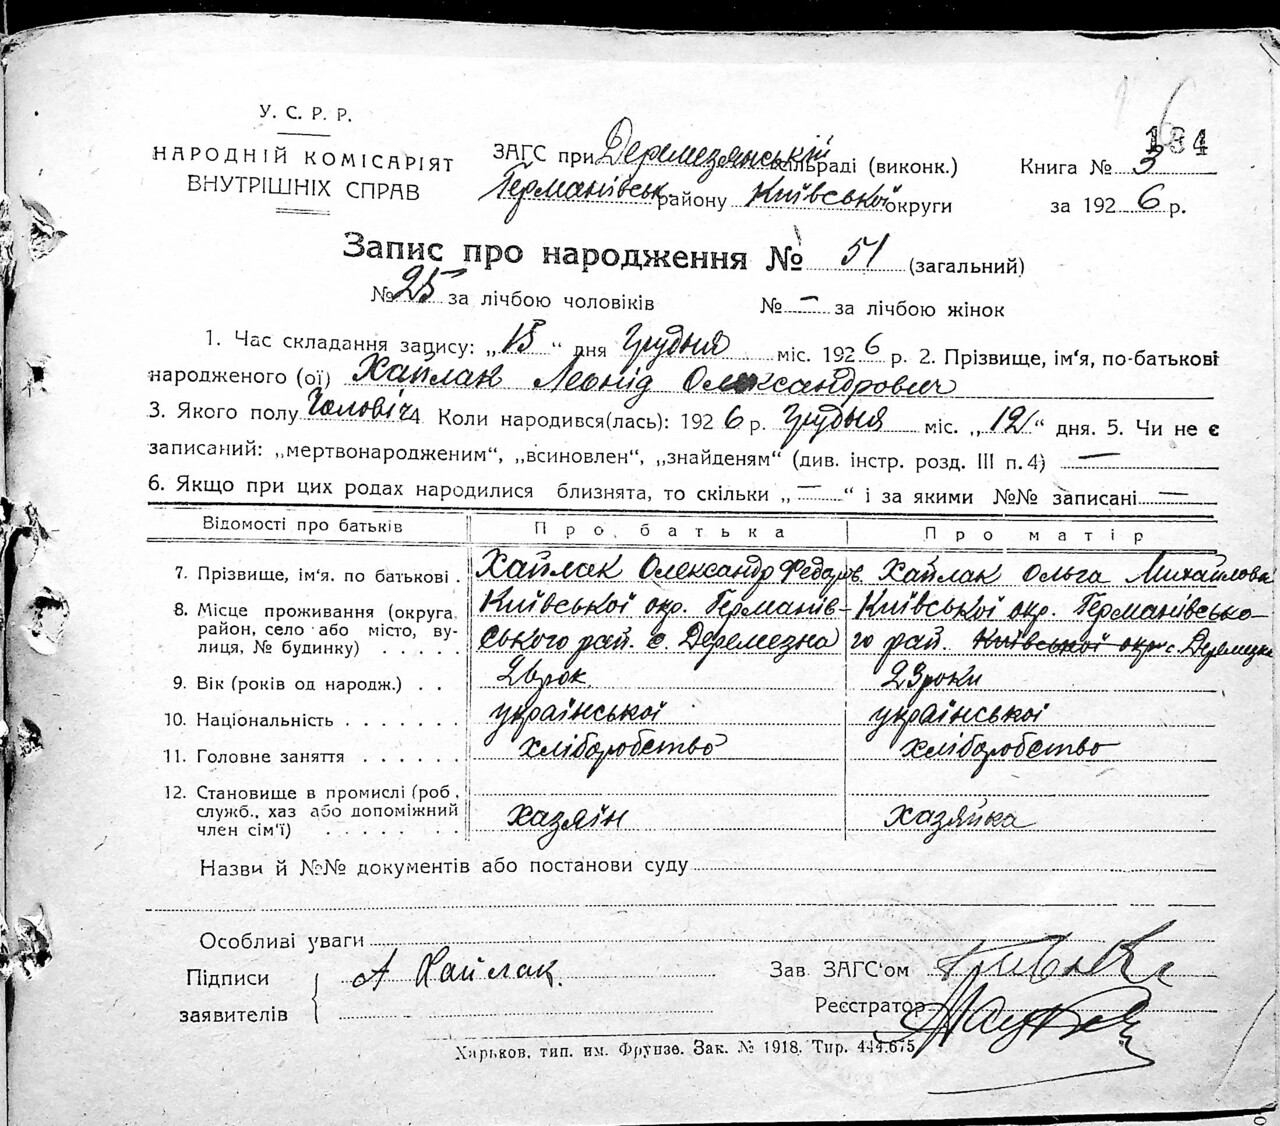 184
У. С. Р. Р.
НАРОДНІЙ КОМІСАРІЯТ
ВНУТРІШНІХ СПРАВ
ЗАГС при Деремезянській сільраді (виконк.)
Германівськ району Київської округи
Книга № 3
за 1926 р.
Запис про народження № 51 (загальний)
№ 25 за лічбою чоловіків № — за лічбою жінок
1. Час складання запису: „15“ дня грудня міс. 1926 р. 2. Прізвище, ім'я, по-батькові
народженого (ої) Хайлак Леонід Олександрович
3. Якого полу Чоловіч 4 Коли народився(лась): 1926 р. грудня міс. „12“ дня. 5. Чи не є
записаний: „мертвонародженим“, „всиновлен“, „знайденям“ (див. інстр. розд. III п. 4) —
6. Якщо при цих родах народилися близнята, то скільки „—“ і за якими №№ записані —
Відомості про батьків Про батька Про матір
7. Прізвище, ім'я. по батькові . Хайлак Олександр Федоров. Хайлак Ольга Михайлова
8. Місце проживання (округа, район, село або місто, вулиця, № будинку) . . . . .
Київської окр. Германів-
ського рай. с. Деремезна
Київської окр. Германівсько-
го рай. Київської окр с. Деремезна
9. Вік (років од народж.) . . 26 рок 23 роки
10. Національність . . . . . . . української української
11. Головне заняття . . . . . . хліборобство хліборобство
12. Становище в промислі (роб.,
служб., хаз або допоміжний
член сім'ї) . . . . . . . хазяїн хазяйка
Назви й №№ документів або постанови суду
Особливі уваги
Підписи
заявителів
А Хайлак.
Зав ЗАГС'ом
Реєстратор
Харьков, тип. им. Фрунзе. Зак. № 1918. Тир. 444.675